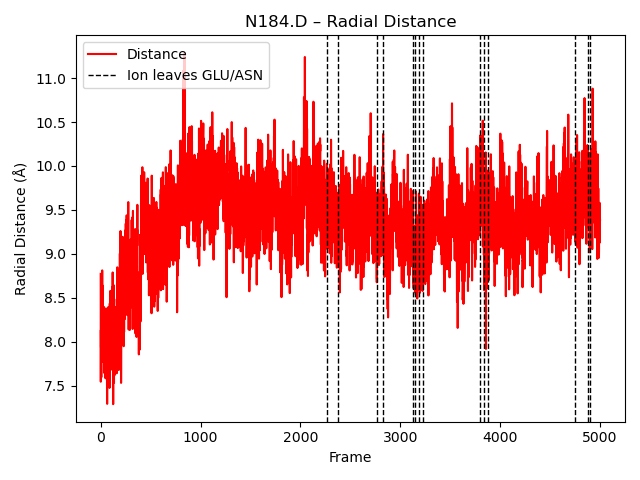 N184.D – Radial Distance
Distance
Ion leaves GLU/ASN
11.0
10.5
10.0
9.5
9.0
8.5
8.0
7.5
Radial Distance (Å)
0
1000
2000
3000
4000
5000
Frame